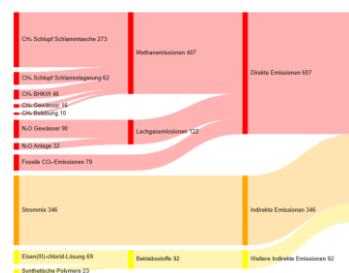 CH₄ Schlupf Schlammtasche 273
Methanemissionen 407
Direkte Emissionen 607
CH₄ Schlupf Schlammlagerung 62
CH₄ BHKW 46
CH₄ Gewässer 16
CH₄ Belebung 10
N₂O Gewässer 90
Lachgasemissionen 122
N₂O Anlage 32
Fossile CO₂-Emissionen 79
Strommix 346
Indirekte Emissionen 346
Eisen(III)-chlorid-Lösung 69
Betriebsstoffe 92
Weitere Indirekte Emissionen 92
Synthetische Polymere 23